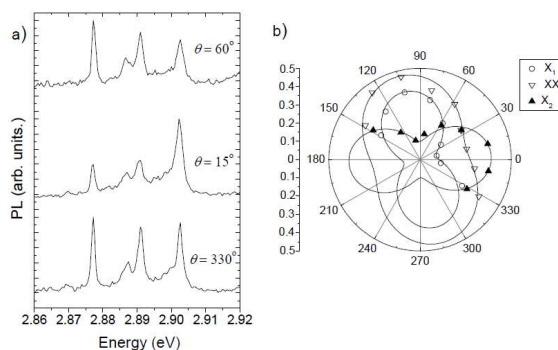 a)
PL (arb. units.)
θ=60°
θ=15°
θ=330°
2.86 2.87 2.88 2.89 2.90 2.91 2.92
Energy (eV)
b)
0.5
0.4
0.3
0.2
0.1
0
0.1
0.2
0.3
0.4
0.5
90
120 60
150 30
180 0
210 330
240 300
270
X1
XX
X2